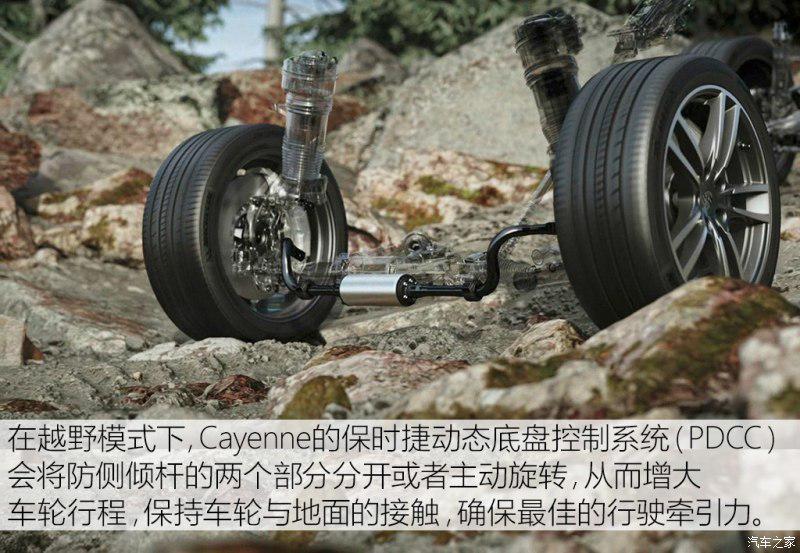 在越野模式下,Cayenne的保时捷动态底盘控制系统(PDCC)
会将防侧倾杆的两个部分分开或者主动旋转,从而增大
车轮行程,保持车轮与地面的接触,确保最佳的行驶牵引力。
汽车之家